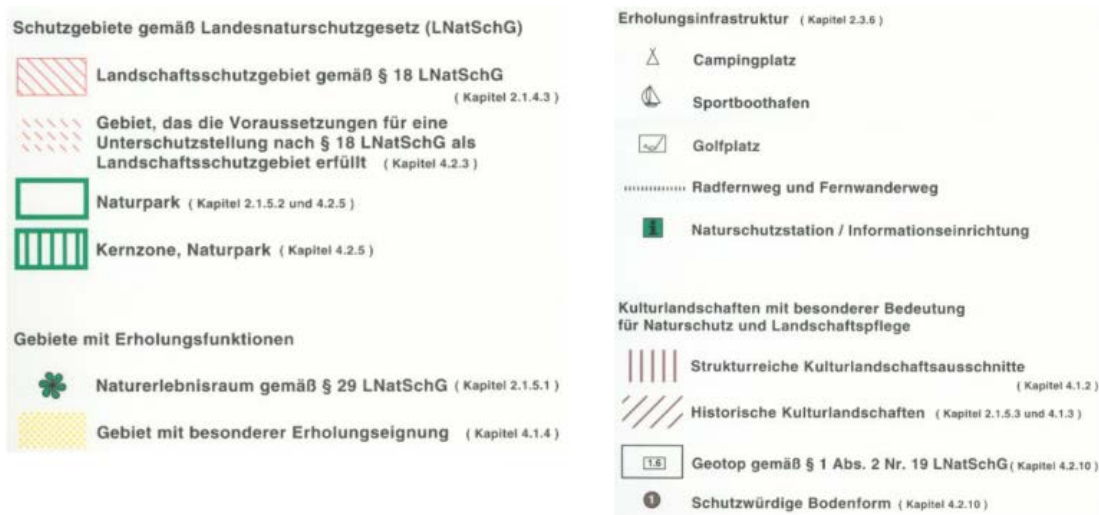 Schutzgebiete gemäß Landesnaturschutzgesetz (LNatSchG)
Landschaftsschutzgebiet gemäß § 18 LNatSchG
( Kapitel 2.1.4.3 )
Gebiet, das die Voraussetzungen für eine
Unterschutzstellung nach § 18 LNatSchG als
Landschaftsschutzgebiet erfüllt ( Kapitel 4.2.3 )
Naturpark ( Kapitel 2.1.5.2 und 4.2.5 )
Kernzone, Naturpark ( Kapitel 4.2.5 )
Gebiete mit Erholungsfunktionen
Naturerlebnisraum gemäß § 29 LNatSchG ( Kapitel 2.1.5.1 )
Gebiet mit besonderer Erholungseignung ( Kapitel 4.1.4 )
Erholungsinfrastruktur ( Kapitel 2.3.6 )
Campingplatz
Sportboothafen
Golfplatz
Radfernweg und Fernwanderweg
i Naturschutzstation / Informationseinrichtung
Kulturlandschaften mit besonderer Bedeutung
für Naturschutz und Landschaftspflege
Strukturreiche Kulturlandschaftsausschnitte
( Kapitel 4.1.2 )
Historische Kulturlandschaften ( Kapitel 2.1.5.3 und 4.1.3 )
1.6 Geotop gemäß § 1 Abs. 2 Nr. 19 LNatSchG ( Kapitel 4.2.10 )
1 Schutzwürdige Bodenform ( Kapitel 4.2.10 )